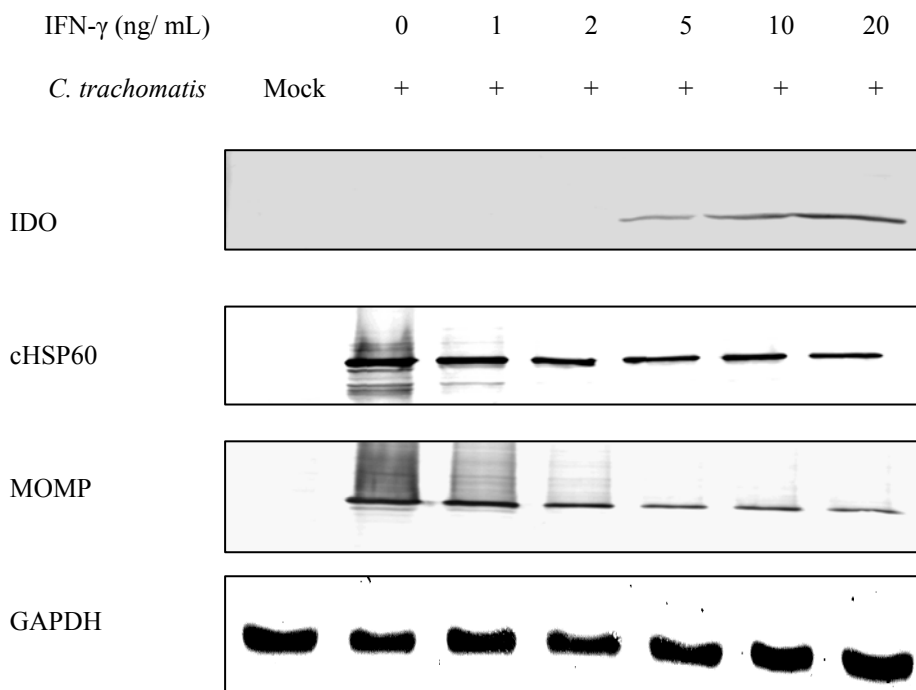 IFN-γ (ng/ mL) 0 1 2 5 10 20
C. trachomatis Mock + + + + + +
IDO
cHSP60
MOMP
GAPDH